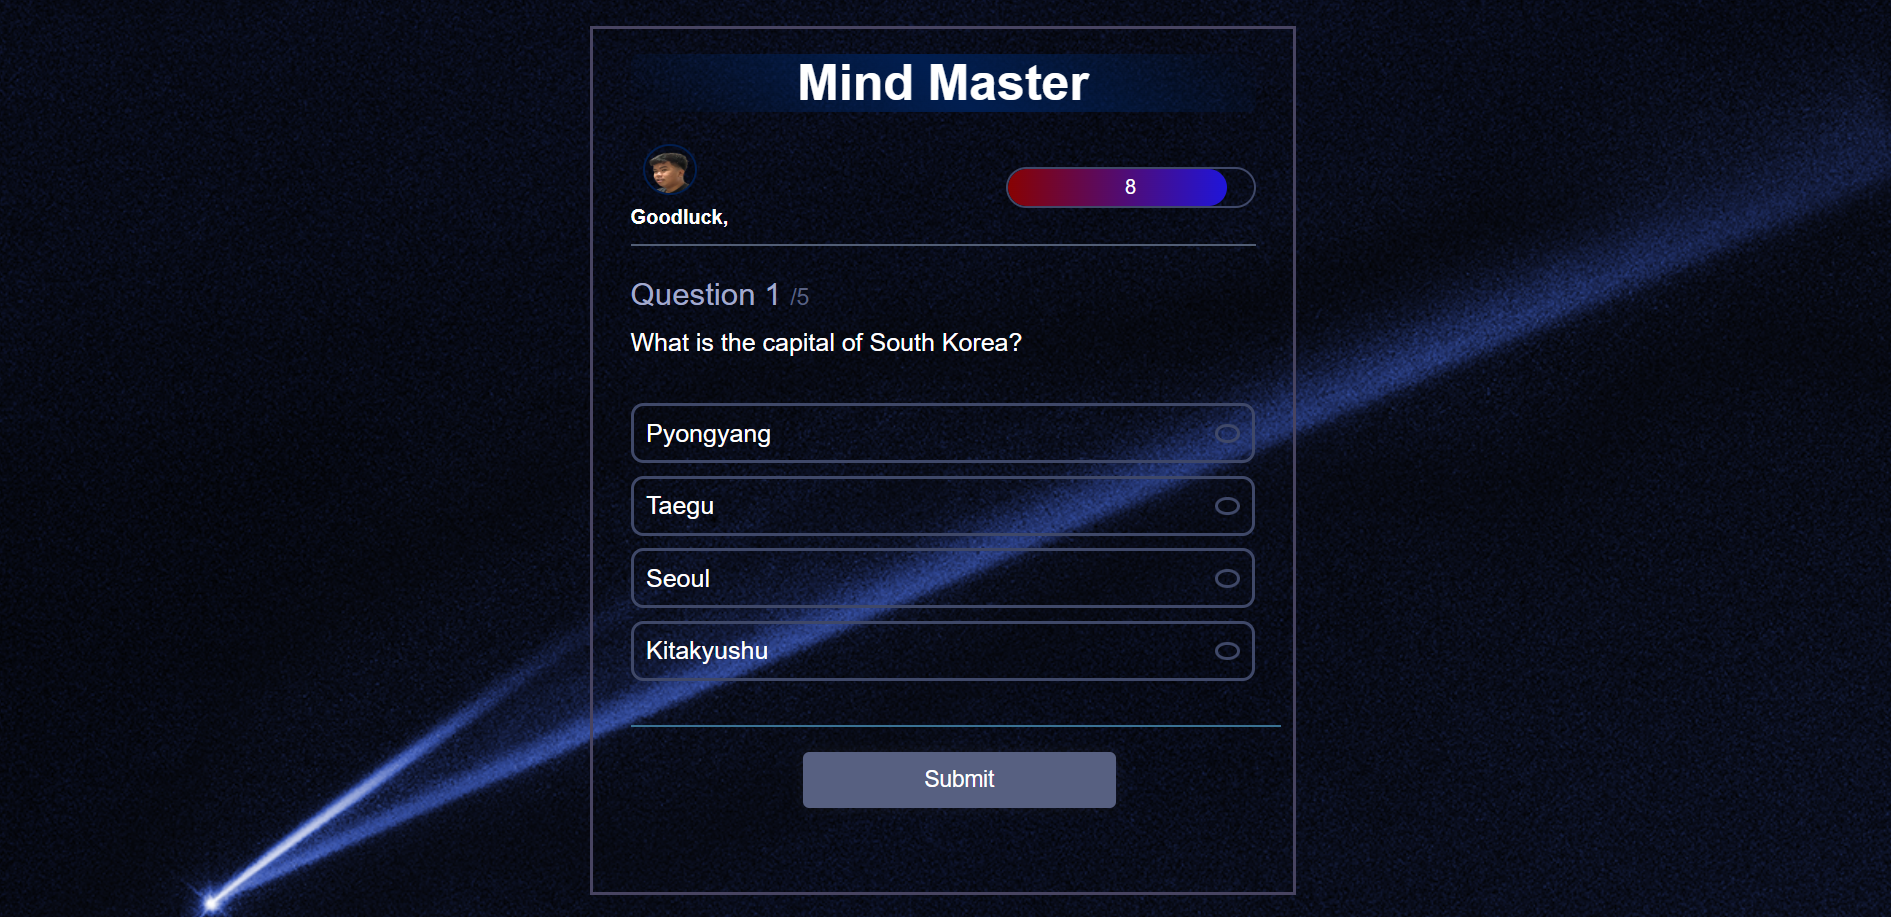 Mind Master
8
Goodluck,
Question 1 /5
What is the capital of South Korea?
Pyongyang
Taegu
Seoul
Kitakyushu
Submit